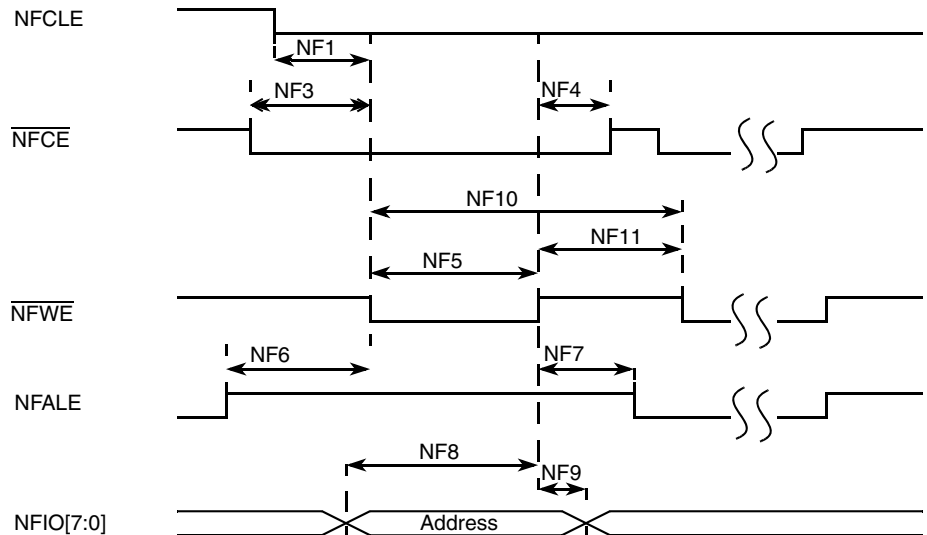 NFCLE
NF1
NF3
NF4
NFCE
NF10
NF11
NF5
NFWE
NF6
NF7
NFALE
NF8
NF9
NFIO[7:0]
Address